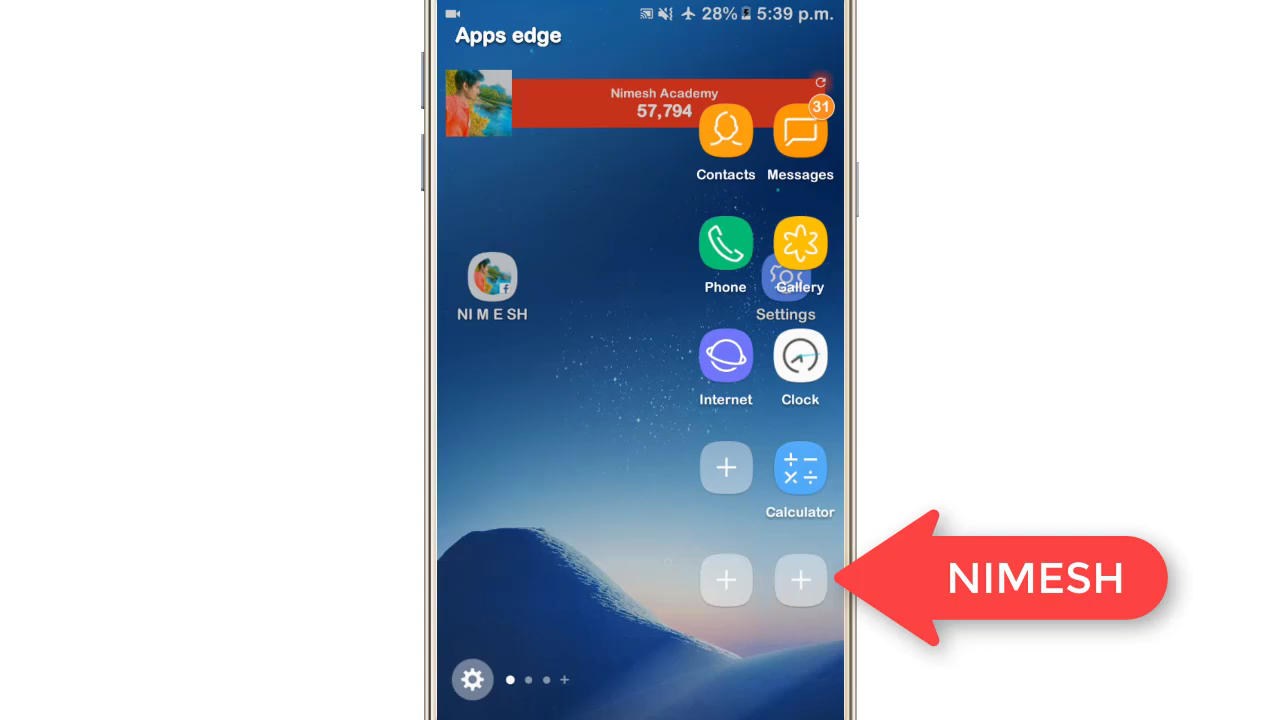 28% 5:39 p.m.
Apps edge
Nimesh Academy
57,794
31
Contacts Messages
Phone Gallery
NI M E SH Settings
Internet Clock
Calculator
NIMESH